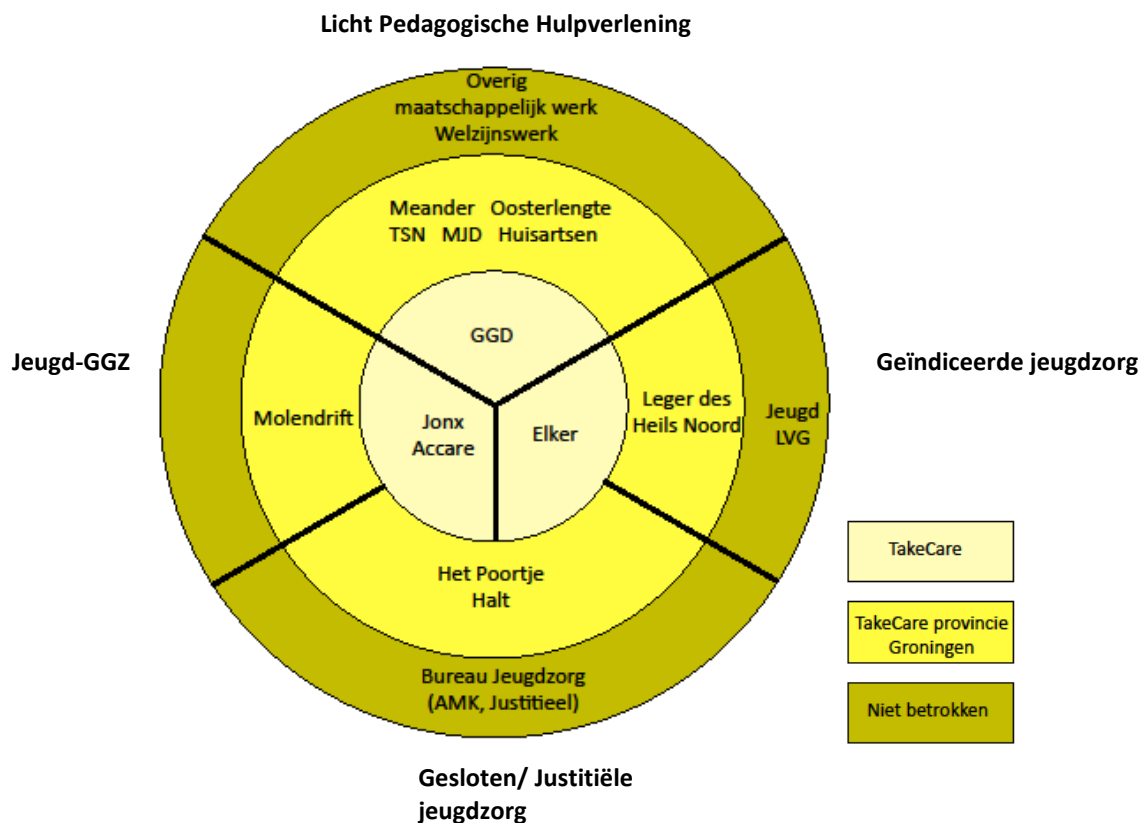 Licht Pedagogische Hulpverlening
Overig
maatschappelijk werk
Welzijnswerk
Meander Oosterlengte
TSN MJD Huisartsen
GGD
Jeugd-GGZ
Geïndiceerde jeugdzorg
Molendrift
Jonx
Accare
Elker
Leger des
Heils Noord
Jeugd
LVG
Het Poortje
Halt
Bureau Jeugdzorg
(AMK, Justitieel)
TakeCare
TakeCare provincie
Groningen
Niet betrokken
Gesloten/ Justitiële
jeugdzorg